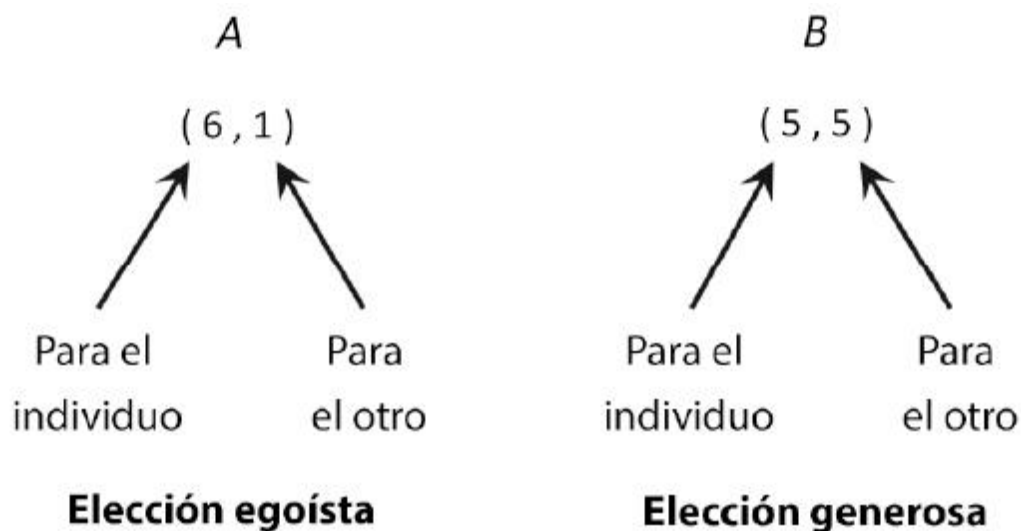 A B
( 6 , 1 ) ( 5 , 5 )
Para el Para Para el Para
individuo el otro individuo el otro
Elección egoísta Elección generosa